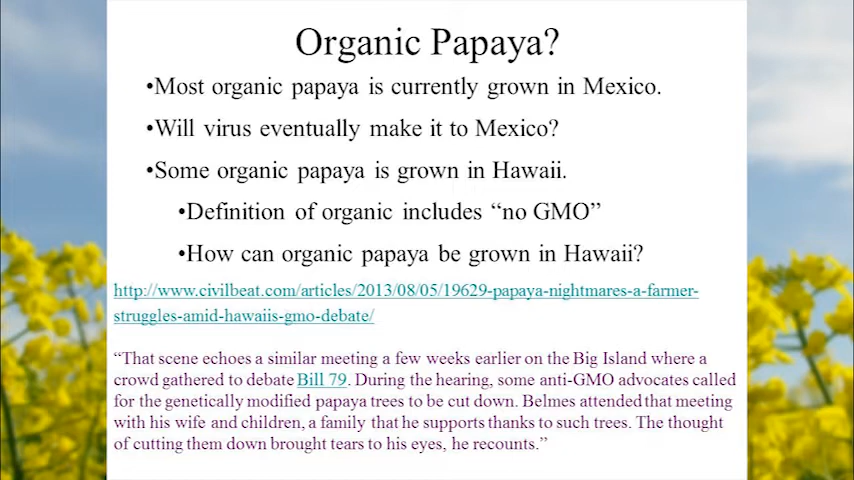 Organic Papaya?
•Most organic papaya is currently grown in Mexico.
•Will virus eventually make it to Mexico?
•Some organic papaya is grown in Hawaii.
•Definition of organic includes “no GMO”
•How can organic papaya be grown in Hawaii?
http://www.civilbeat.com/articles/2013/08/05/19629-papaya-nightmares-a-farmer-
struggles-amid-hawaiis-gmo-debate/
“That scene echoes a similar meeting a few weeks earlier on the Big Island where a
crowd gathered to debate Bill 79. During the hearing, some anti-GMO advocates called
for the genetically modified papaya trees to be cut down. Belmes attended that meeting
with his wife and children, a family that he supports thanks to such trees. The thought
of cutting them down brought tears to his eyes, he recounts.”